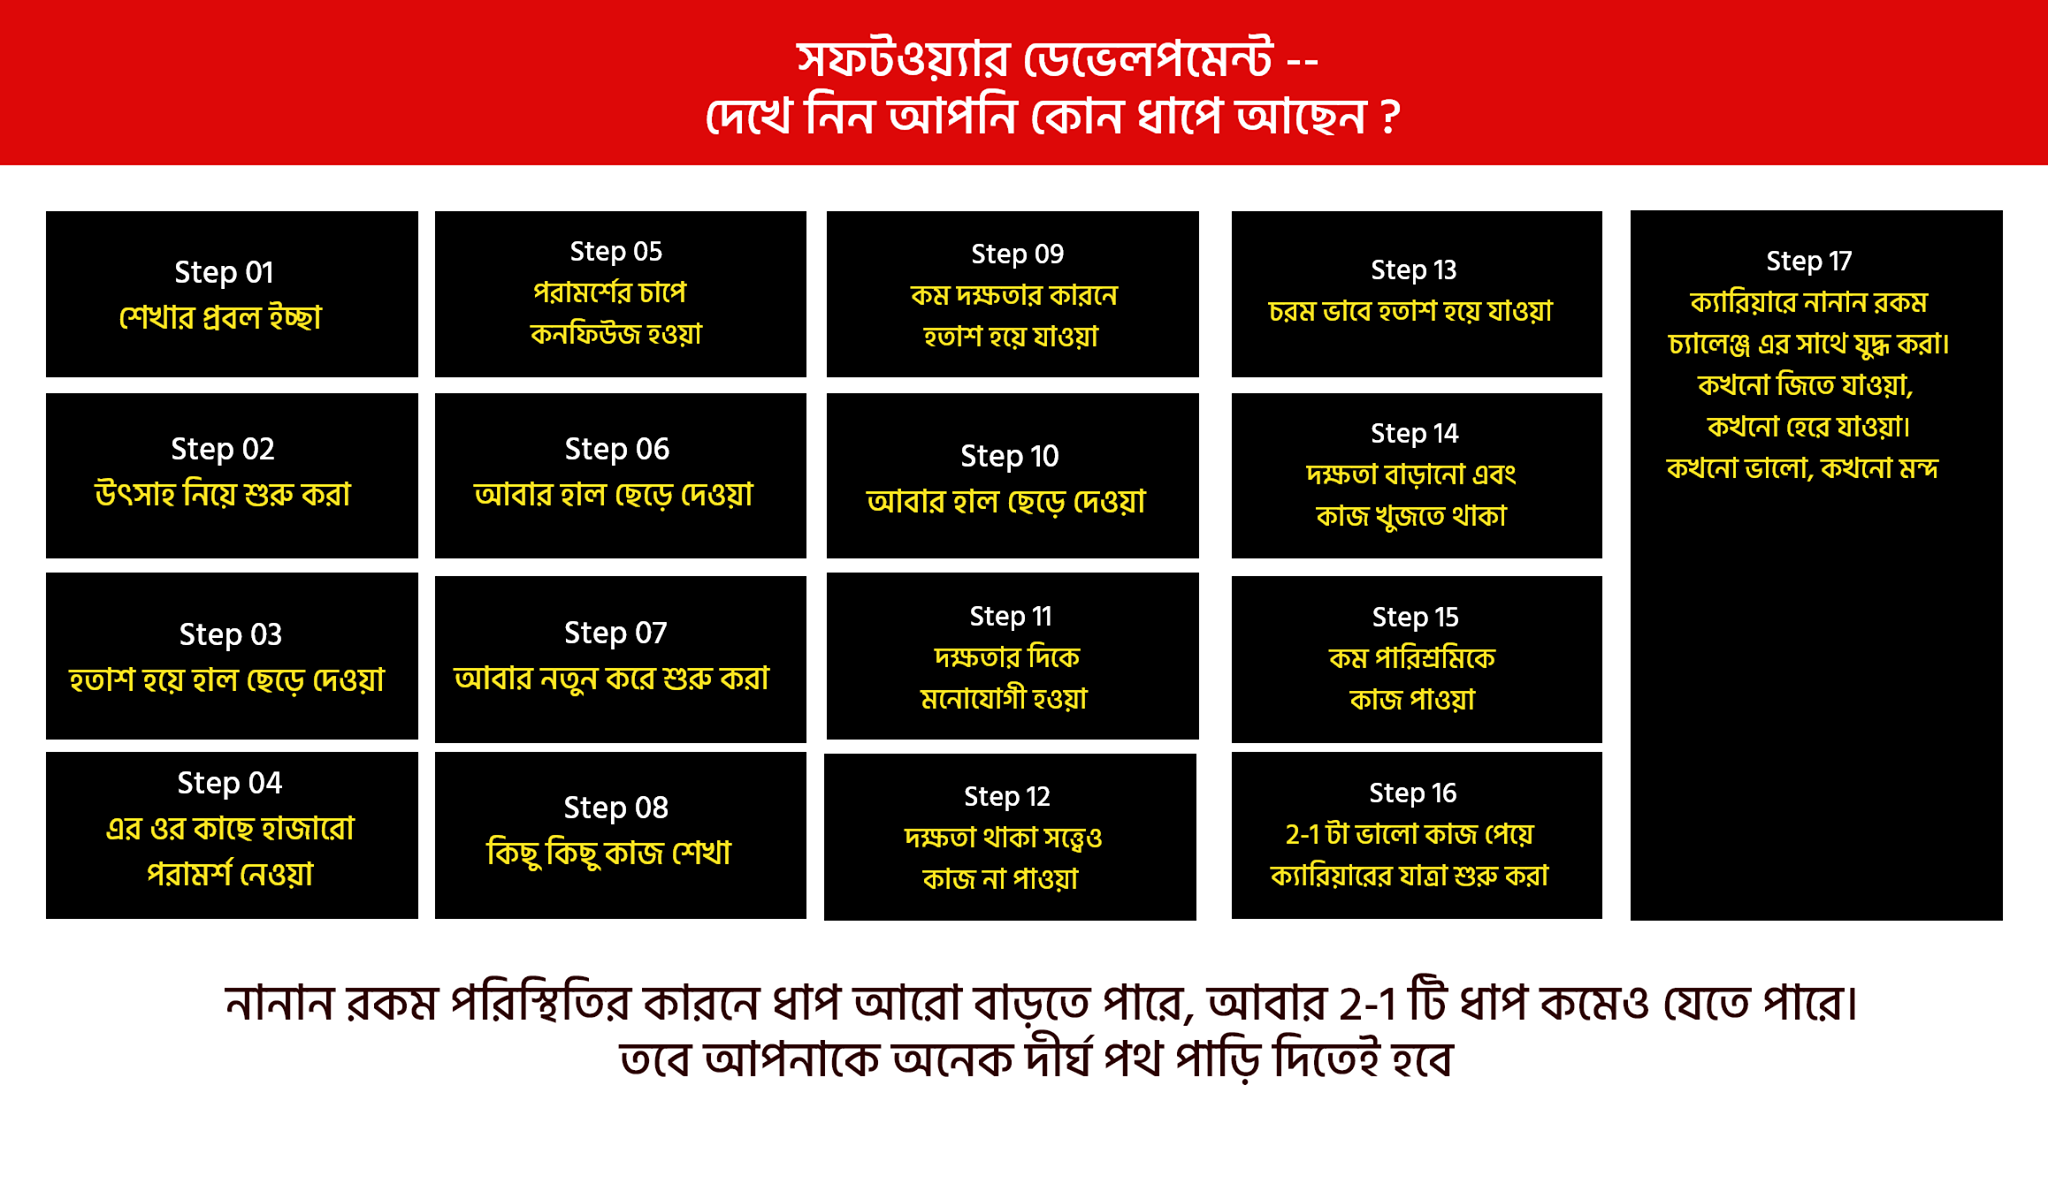 সফটওয়্যার ডেভেলপমেন্ট --
দেখে নিন আপনি কোন ধাপে আছেন ?
Step 01
শেখার প্রবল ইচ্ছা
Step 02
উৎসাহ নিয়ে শুরু করা
Step 03
হতাশ হয়ে হাল ছেড়ে দেওয়া
Step 04
এর ওর কাছে হাজারো
পরামর্শ নেওয়া
Step 05
পরামর্শের চাপে
কনফিউজ হওয়া
Step 06
আবার হাল ছেড়ে দেওয়া
Step 07
আবার নতুন করে শুরু করা
Step 08
কিছু কিছু কাজ শেখা
Step 09
কম দক্ষতার কারনে
হতাশ হয়ে যাওয়া
Step 10
আবার হাল ছেড়ে দেওয়া
Step 11
দক্ষতার দিকে
মনোযোগী হওয়া
Step 12
দক্ষতা থাকা সত্ত্বেও
কাজ না পাওয়া
Step 13
চরম ভাবে হতাশ হয়ে যাওয়া
Step 14
দক্ষতা বাড়ানো এবং
কাজ খুজতে থাকা
Step 15
কম পারিশ্রমিকে
কাজ পাওয়া
Step 16
2-1 টা ভালো কাজ পেয়ে
ক্যারিয়ারের যাত্রা শুরু করা
Step 17
ক্যারিয়ারে নানান রকম
চ্যালেঞ্জ এর সাথে যুদ্ধ করা।
কখনো জিতে যাওয়া,
কখনো হেরে যাওয়া।
কখনো ভালো, কখনো মন্দ
নানান রকম পরিস্থিতির কারনে ধাপ আরো বাড়তে পারে, আবার 2-1 টি ধাপ কমেও যেতে পারে।
তবে আপনাকে অনেক দীর্ঘ পথ পাড়ি দিতেই হবে